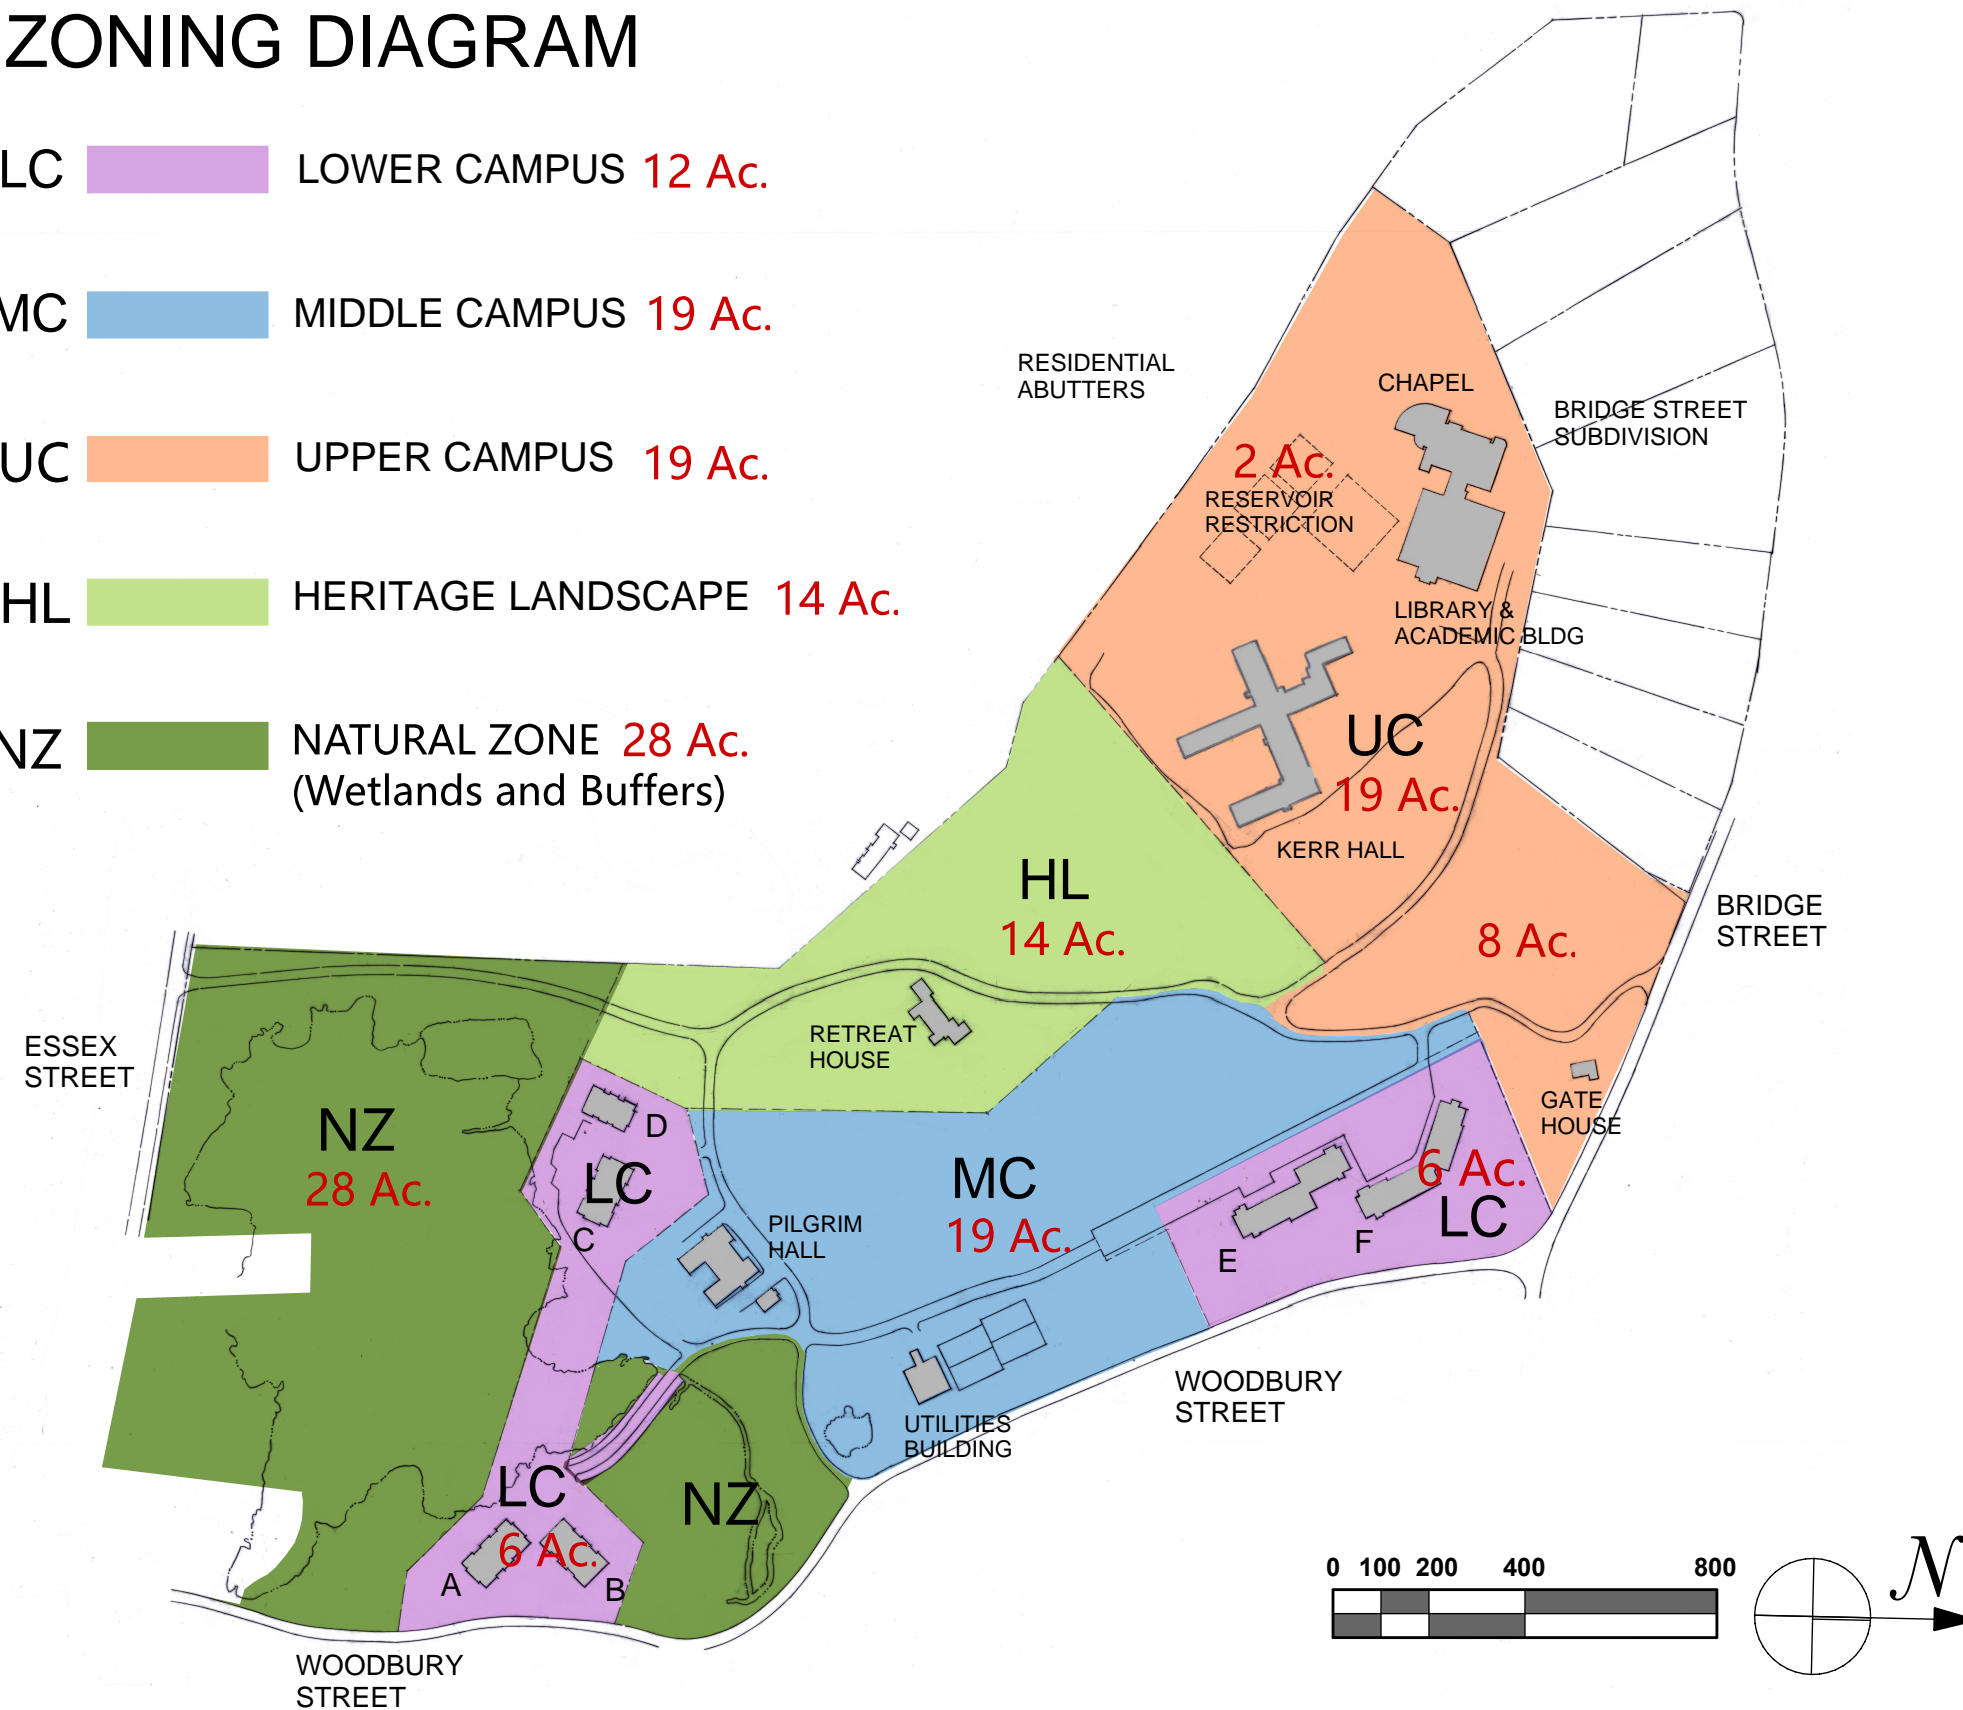 ZONING DIAGRAM
LC LOWER CAMPUS 12 Ac.
MC MIDDLE CAMPUS 19 Ac.
UC UPPER CAMPUS 19 Ac.
HL HERITAGE LANDSCAPE 14 Ac.
NZ NATURAL ZONE 28 Ac.
(Wetlands and Buffers)
RESIDENTIAL
ABUTTERS
CHAPEL
BRIDGE STREET
SUBDIVISION
2 Ac.
RESERVOIR
RESTRICTION
LIBRARY &
ACADEMIC BLDG
UC
19 Ac.
KERR HALL
HL
14 Ac.
8 Ac.
BRIDGE
STREET
RETREAT
HOUSE
ESSEX
STREET
NZ
28 Ac.
D
LC
C
MC
19 Ac.
PILGRIM
HALL
GATE
HOUSE
6 Ac.
LC
E
F
WOODBURY
STREET
UTILITIES
BUILDING
LC
6 Ac.
A
B
NZ
WOODBURY
STREET
0 100 200 400 800
N